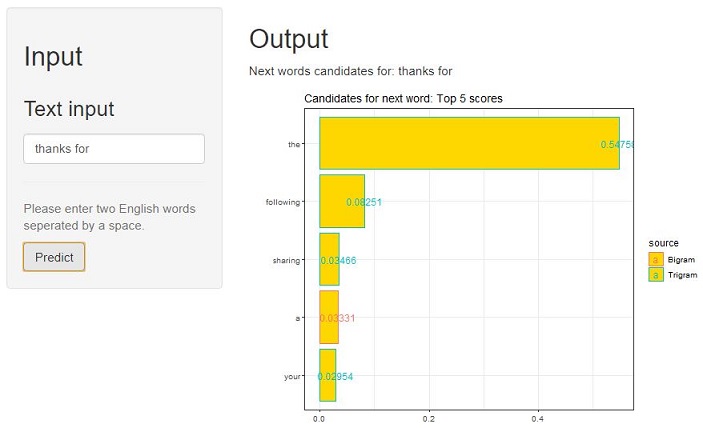 Input
Text input
thanks for
Please enter two English words
seperated by a space.
Predict
Output
Next words candidates for: thanks for
Candidates for next word: Top 5 scores
the 0.5475
following 0.08251
sharing 0.03466
a 0.03331
your 0.02954
0.0 0.2 0.4
source
a Bigram
a Trigram